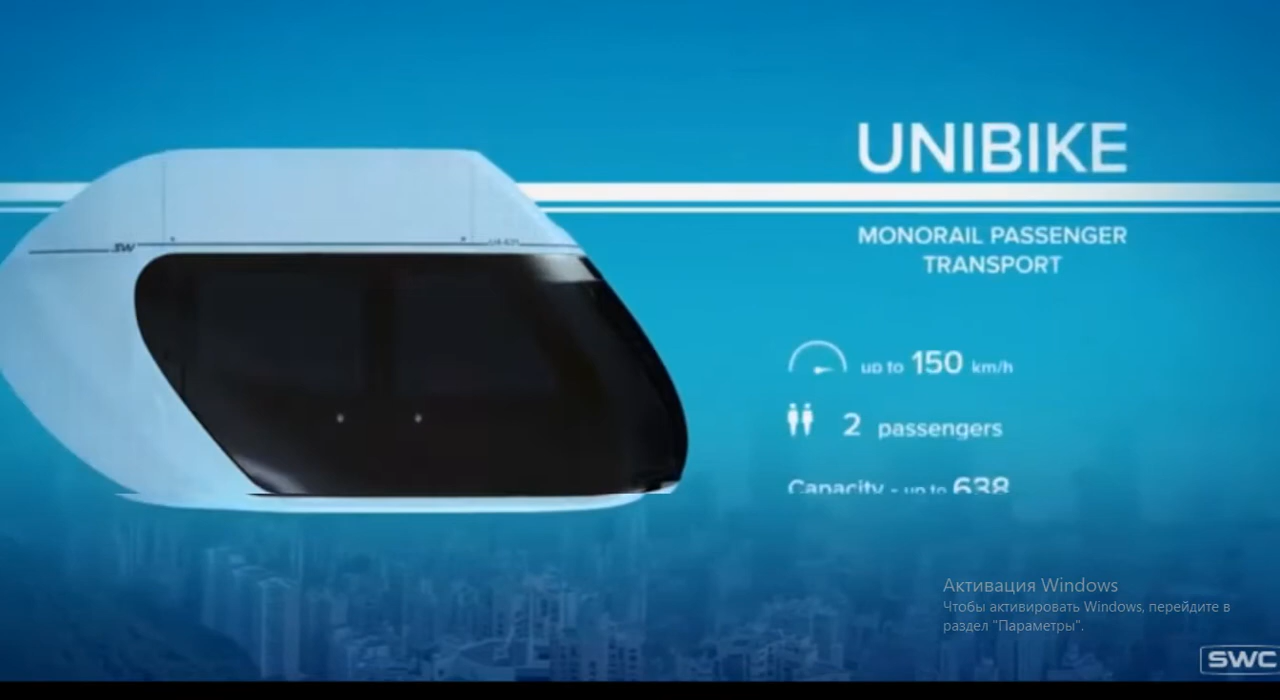 UNIBIKE
MONORAIL PASSENGER
TRANSPORT
SW
up to 150 km/h
2 passengers
Capacity - up to 638
Активация Windows
Чтобы активировать Windows, перейдите в
раздел "Параметры".
SWC